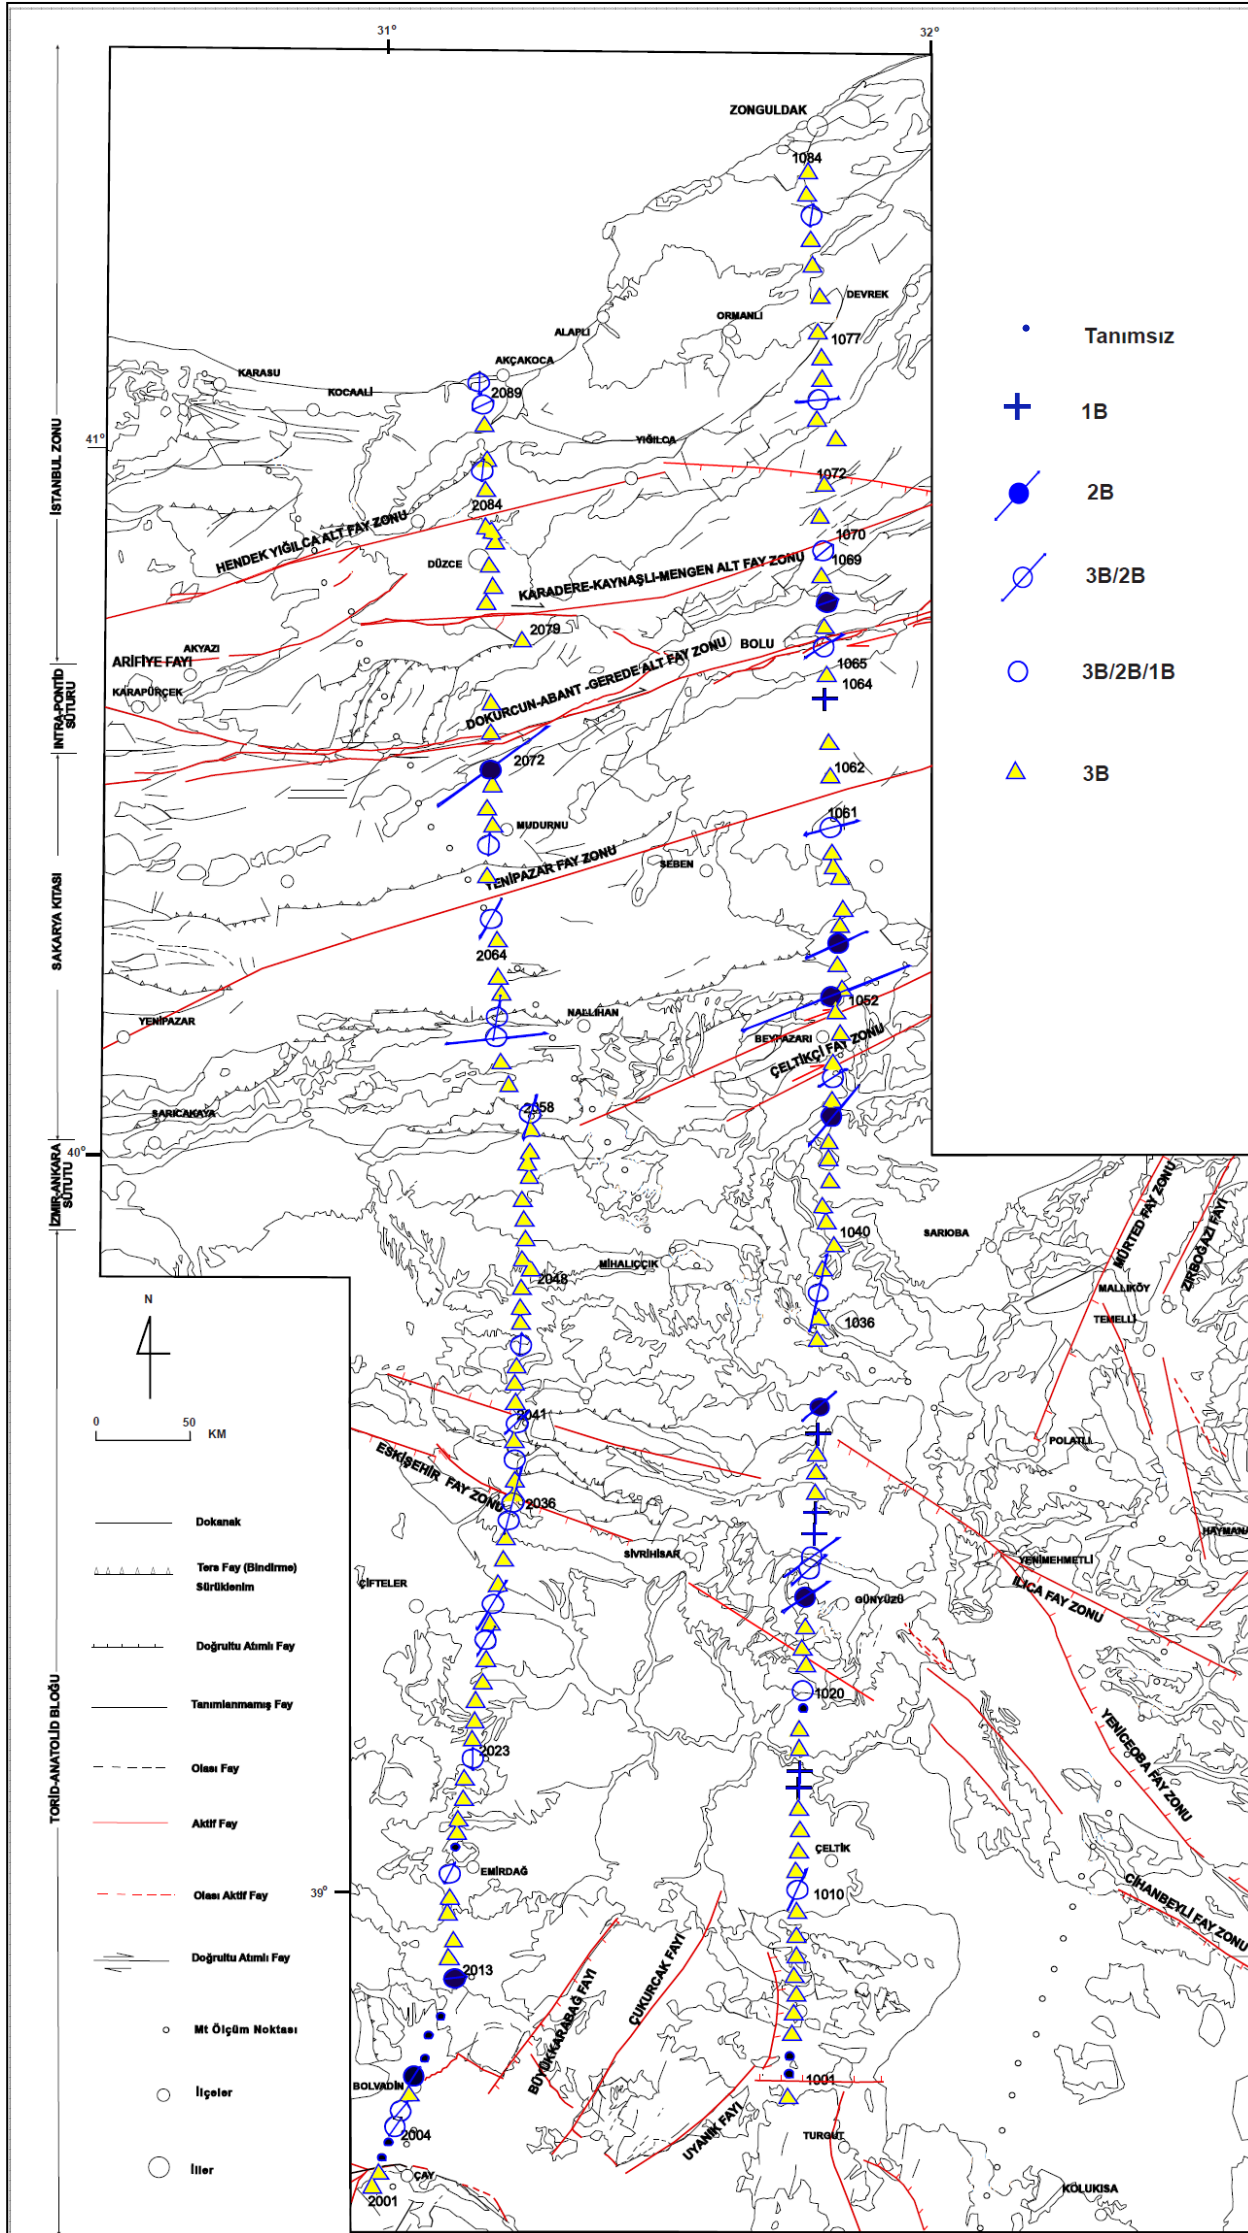 31°
32°
ZONGULDAK
1084
DEVREK
ORMANLI
ALAPLI
1077
AKÇAKOCA
2089
KARASU
KOCAALİ
41°
YIĞILCA
1072
2084
HENDEK YIĞILCA ALT FAY ZONU
DÜZCE
1070
1069
KARADERE-KAYNAŞLI-MENGEN ALT FAY ZONU
2079
BOLU
AKYAZI
ARİFİYE FAYI
KARAPÜRÇEK
1065
1064
DOKURCUN-ABANT -GEREDE ALT FAY ZONU
2072
1062
1061
MUDURNU
SEBEN
YENİPAZAR FAY ZONU
2064
1052
NALLIHAN
YENİPAZAR
BEYPAZARI
ÇELTİKÇİ FAY ZONU
2058
SARICAKAYA
40°
1040
SARIOBA
MİHALIÇÇIK
2048
1036
MÜRTED FAY ZONU
ZIRBOĞAZI FAYI
MALLIKÖY
TEMELLİ
2041
ESKİŞEHİR FAY ZONU
POLATLI
2036
HAYMANA
SİVRİHİSAR
YENİMEHMETLİ
ILICA FAY ZONU
ÇİFTELER
GÜNYÜZÜ
1020
YENİCEOBA FAY ZONU
2023
ÇELTİK
EMİRDAĞ
39°
1010
CİHANBEYLİ FAY ZONU
2013
BÜYÜKKARABAĞ FAYI
ÇUKURCAK FAYI
BOLVADİN
1001
2004
UYANIK FAYI
TURGUT
ÇAY
2001
KOLUKISA
İSTANBUL ZONU
INTRA-PONTİD
SÜTURU
SAKARYA KITASI
İZMİR-ANKARA
SÜTUTU
TORİD-ANATOLİD BLOĞU
Tanımsız
1B
2B
3B/2B
3B/2B/1B
3B
N
0 50
KM
Dokanak
Ters Fay (Bindirme)
Sürüklenim
Doğrultu Atımlı Fay
Tanımlanmamış Fay
Olası Fay
Aktif Fay
Olası Aktif Fay
Doğrultu Atımlı Fay
Mt Ölçüm Noktası
İlçeler
İller